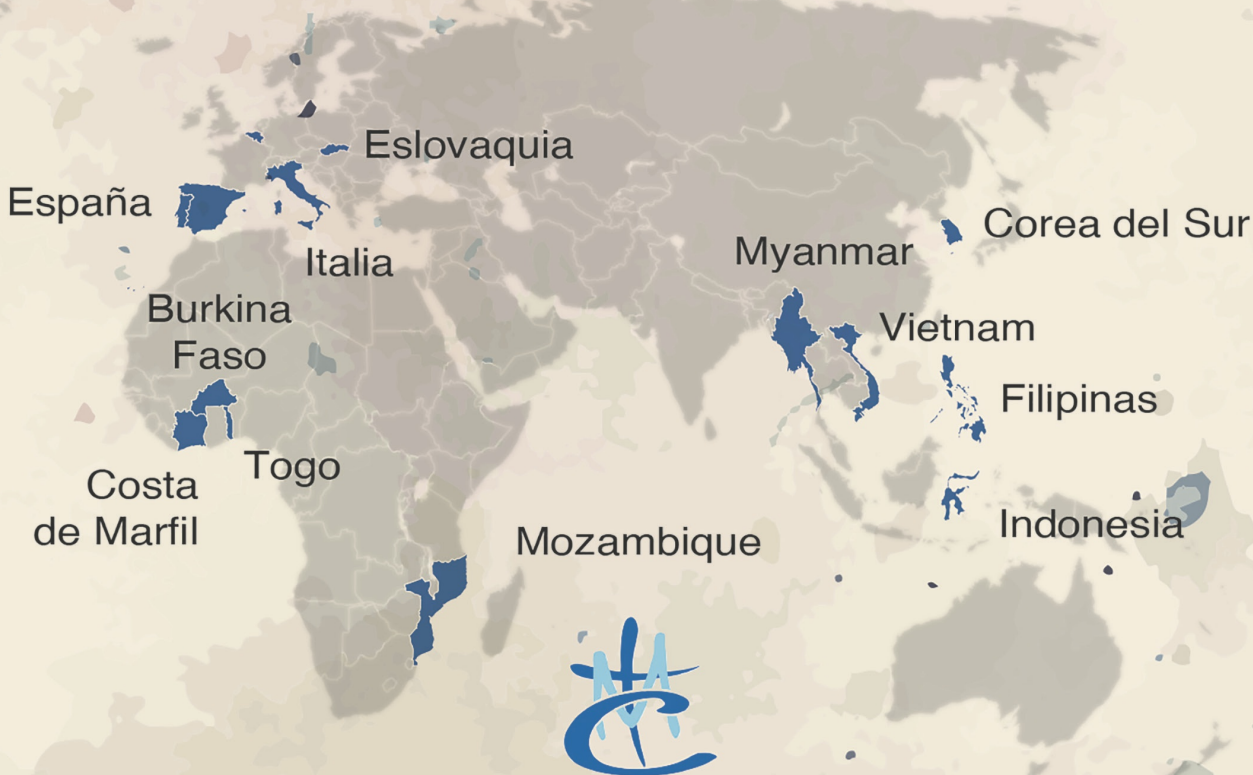 Eslovaquia
España
Corea del Sur
Myanmar
Italia
Burkina
Faso
Vietnam
Filipinas
Togo
Costa
de Marfil
Indonesia
Mozambique